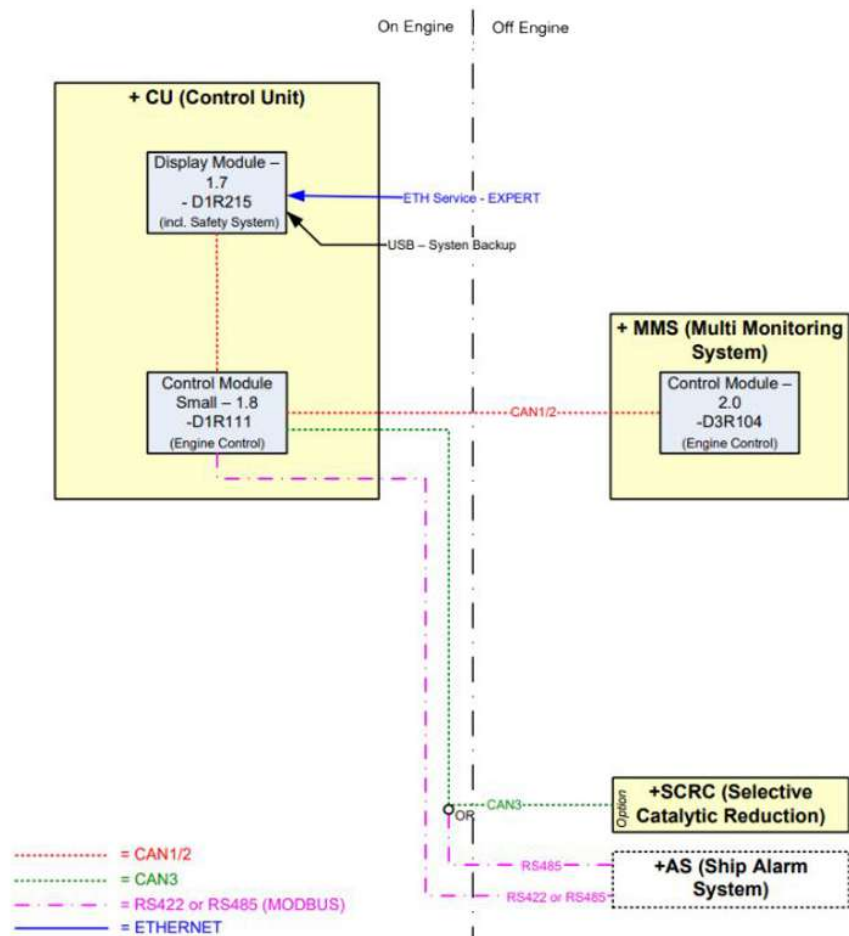 On Engine
Off Engine
+ CU (Control Unit)
Display Module –
1.7
- D1R215
(incl. Safety System)
ETH Service - EXPERT
USB – Systen Backup
+ MMS (Multi Monitoring
System)
Control Module
Small – 1.8
-D1R111
(Engine Control)
CAN1/2
Control Module –
2.0
-D3R104
(Engine Control)
CAN3
OR
Option
+SCRC (Selective
Catalytic Reduction)
RS485
RS422 or RS485
+AS (Ship Alarm
System)
= CAN1/2
= CAN3
= RS422 or RS485 (MODBUS)
= ETHERNET